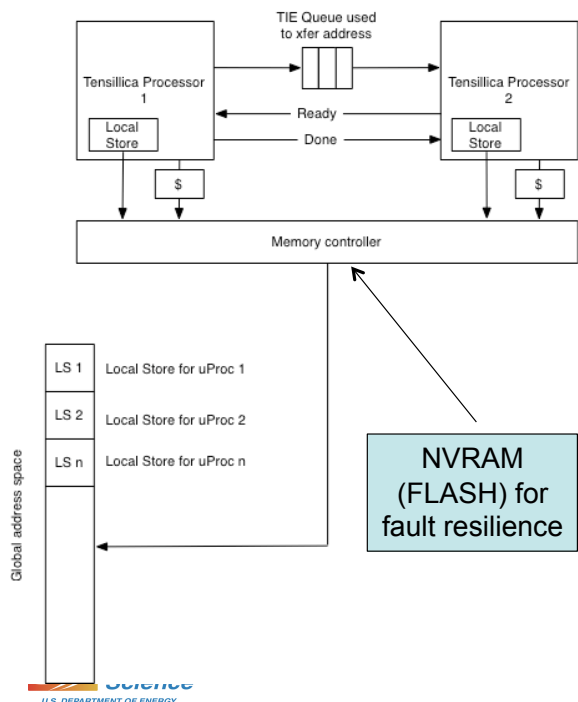 TIE Queue used
to xfer address
Tensillica Processor
1
Tensillica Processor
2
Ready
Done
Local
Store
Local
Store
$
$
Memory controller
LS 1
Local Store for uProc 1
LS 2
Local Store for uProc 2
LS n
Local Store for uProc n
Global address space
NVRAM
(FLASH) for
fault resilience
Science
U.S. DEPARTMENT OF ENERGY